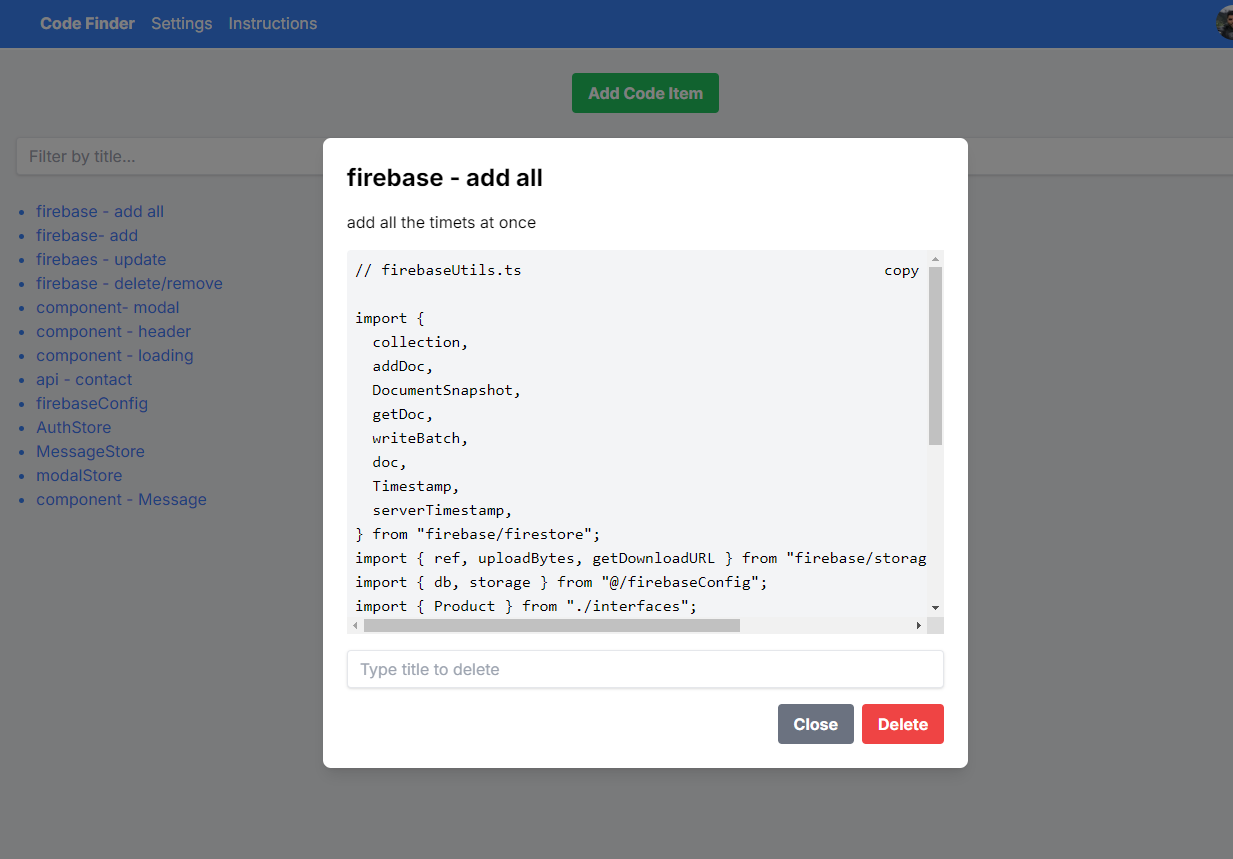 Code Finder Settings Instructions
Add Code Item
Filter by title...
firebase - add all
firebase- add
firebaes - update
firebase - delete/remove
component- modal
component - header
component - loading
api - contact
firebaseConfig
AuthStore
MessageStore
modalStore
component - Message
firebase - add all
add all the timets at once
// firebaseUtils.ts
copy
import {
  collection,
  addDoc,
  DocumentSnapshot,
  getDoc,
  writeBatch,
  doc,
  Timestamp,
  serverTimestamp,
} from "firebase/firestore";
import { ref, uploadBytes, getDownloadURL } from "firebase/storag
import { db, storage } from "@/firebaseConfig";
import { Product } from "./interfaces";
Type title to delete
Close Delete